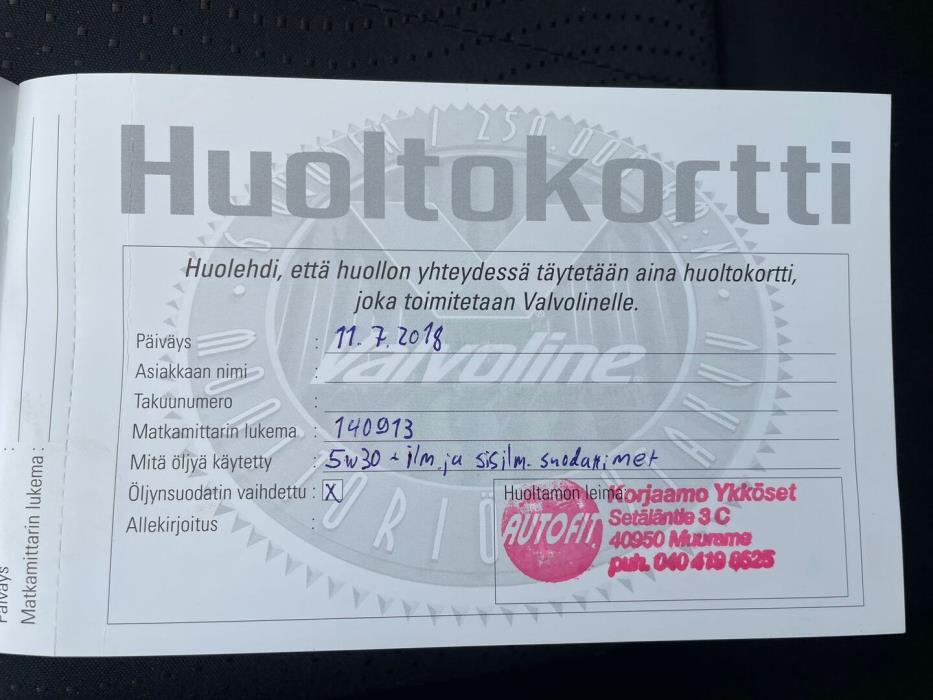 Huoltokortti
Huolehdi, että huollon yhteydessä täytetään aina huoltokortti,
joka toimitetaan Valvolinelle.
Päiväys : 11.7.2018
Valvoline
Asiakkaan nimi :
Takuunumero :
Matkamittarin lukema : 140913
Mitä öljyä käytetty : 5w30 + ilm. ja sisilm. suodattimet
Öljynsuodatin vaihdettu : X
Allekirjoitus :
Huoltamon leima:
AUTOFIT
Korjaamo Ykköset
Setäläntie 3 C
40950 Muurame
puh. 040 419 8525
Päiväys :
Matkamittarin lukema :